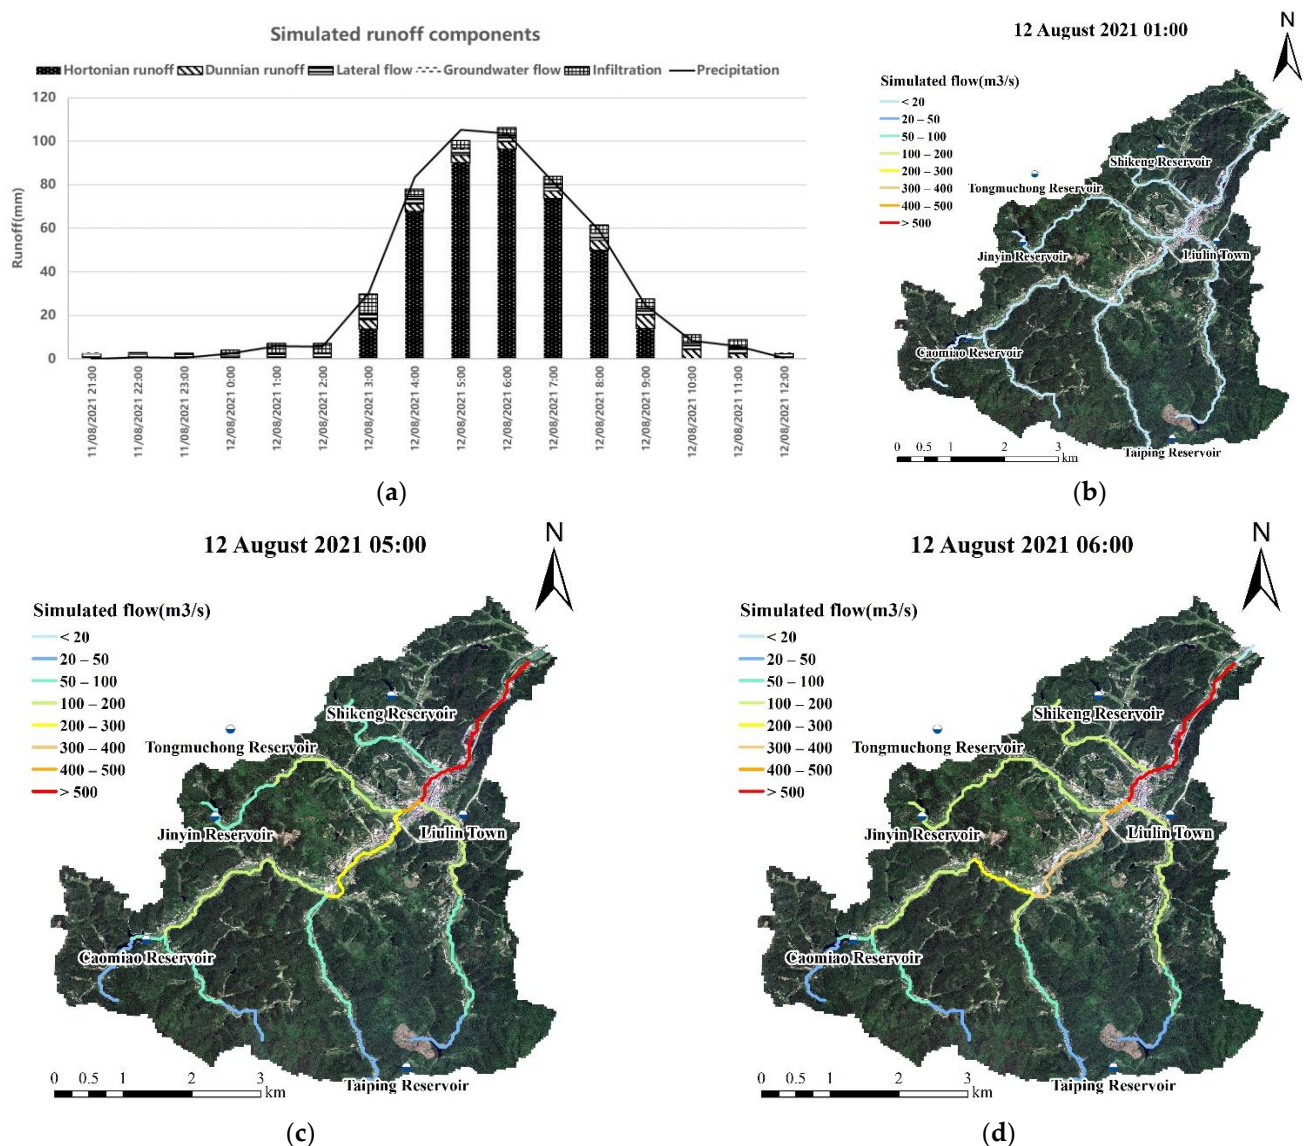 Simulated runoff components
Hortonian runoff Dunnian runoff Lateral flow Groundwater flow Infiltration Precipitation
Runoff(mm)
120
100
80
60
40
20
0
11/08/2021 21:00
11/08/2021 22:00
11/08/2021 23:00
12/08/2021 0:00
12/08/2021 1:00
12/08/2021 2:00
12/08/2021 3:00
12/08/2021 4:00
12/08/2021 5:00
12/08/2021 6:00
12/08/2021 7:00
12/08/2021 8:00
12/08/2021 9:00
12/08/2021 10:00
12/08/2021 11:00
12/08/2021 12:00
(a)
12 August 2021 01:00
N
Simulated flow(m3/s)
< 20
20 – 50
50 – 100
100 – 200
200 – 300
300 – 400
400 – 500
> 500
Shikeng Reservoir
Tongmuchong Reservoir
Jinyin Reservoir
Liulin Town
Caomiao Reservoir
Taiping Reservoir
0 0.5 1 2 3
km
(b)
12 August 2021 05:00
N
Simulated flow(m3/s)
< 20
20 – 50
50 – 100
100 – 200
200 – 300
300 – 400
400 – 500
> 500
Shikeng Reservoir
Tongmuchong Reservoir
Jinyin Reservoir
Liulin Town
Caomiao Reservoir
Taiping Reservoir
0 0.5 1 2 3
km
(c)
12 August 2021 06:00
N
Simulated flow(m3/s)
< 20
20 – 50
50 – 100
100 – 200
200 – 300
300 – 400
400 – 500
> 500
Shikeng Reservoir
Tongmuchong Reservoir
Jinyin Reservoir
Liulin Town
Caomiao Reservoir
Taiping Reservoir
0 0.5 1 2 3
km
(d)